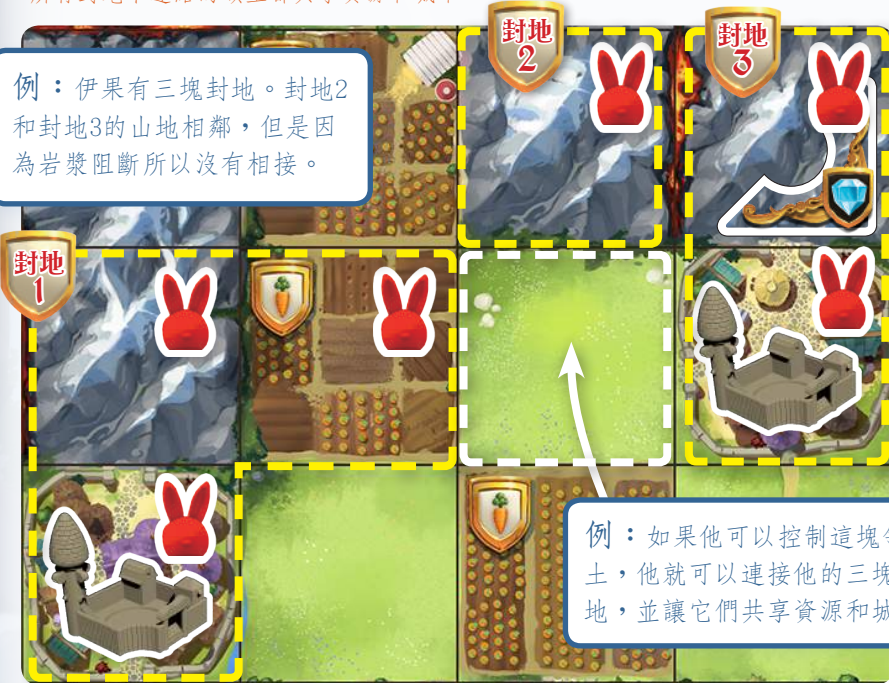 例：伊果有三塊封地。封地2
和封地3的山地相鄰，但是因
為岩漿阻斷所以沒有相接。
封地
2
封地
3
封地
1
例：如果他可以控制這塊
土，他就可以連接他的三塊
地，並讓它們共享資源和城